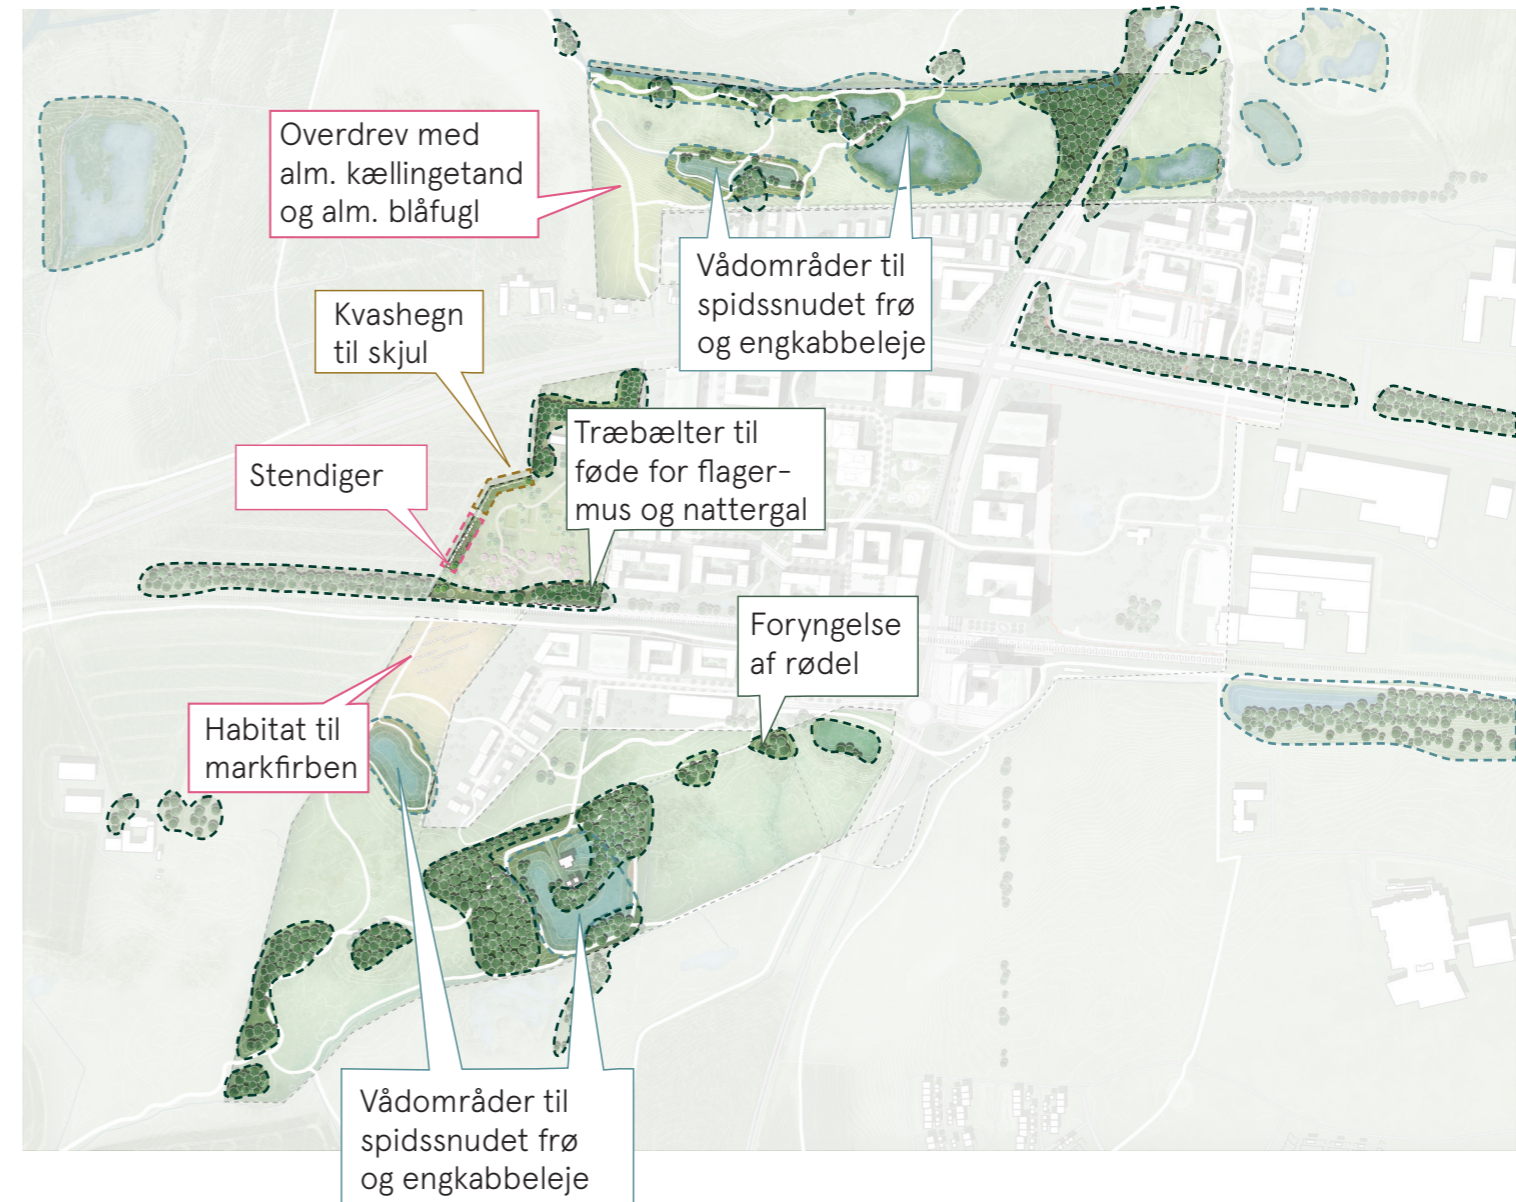 Overdrev med
alm. kællingetand
og alm. blåfugl
Vådområder til
spidssnudet frø
og engkabbeleje
Kvashegn
til skjul
Træbælter til
føde for flager-
mus og nattergal
Stendiger
Foryngelse
af rødel
Habitat til
markfirben
Vådområder til
spidssnudet frø
og engkabbeleje